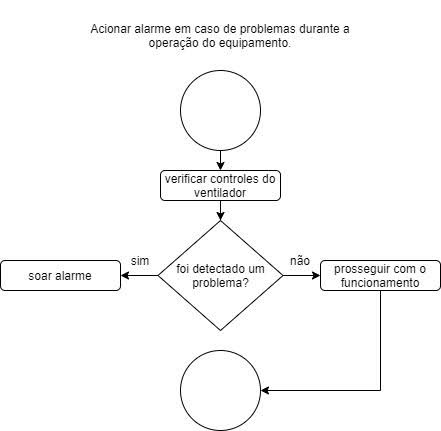 Acionar alarme em caso de problemas durante a
operação do equipamento.
verificar controles do
ventilador
sim
foi detectado um
problema?
não
soar alarme
prosseguir com o
funcionamento